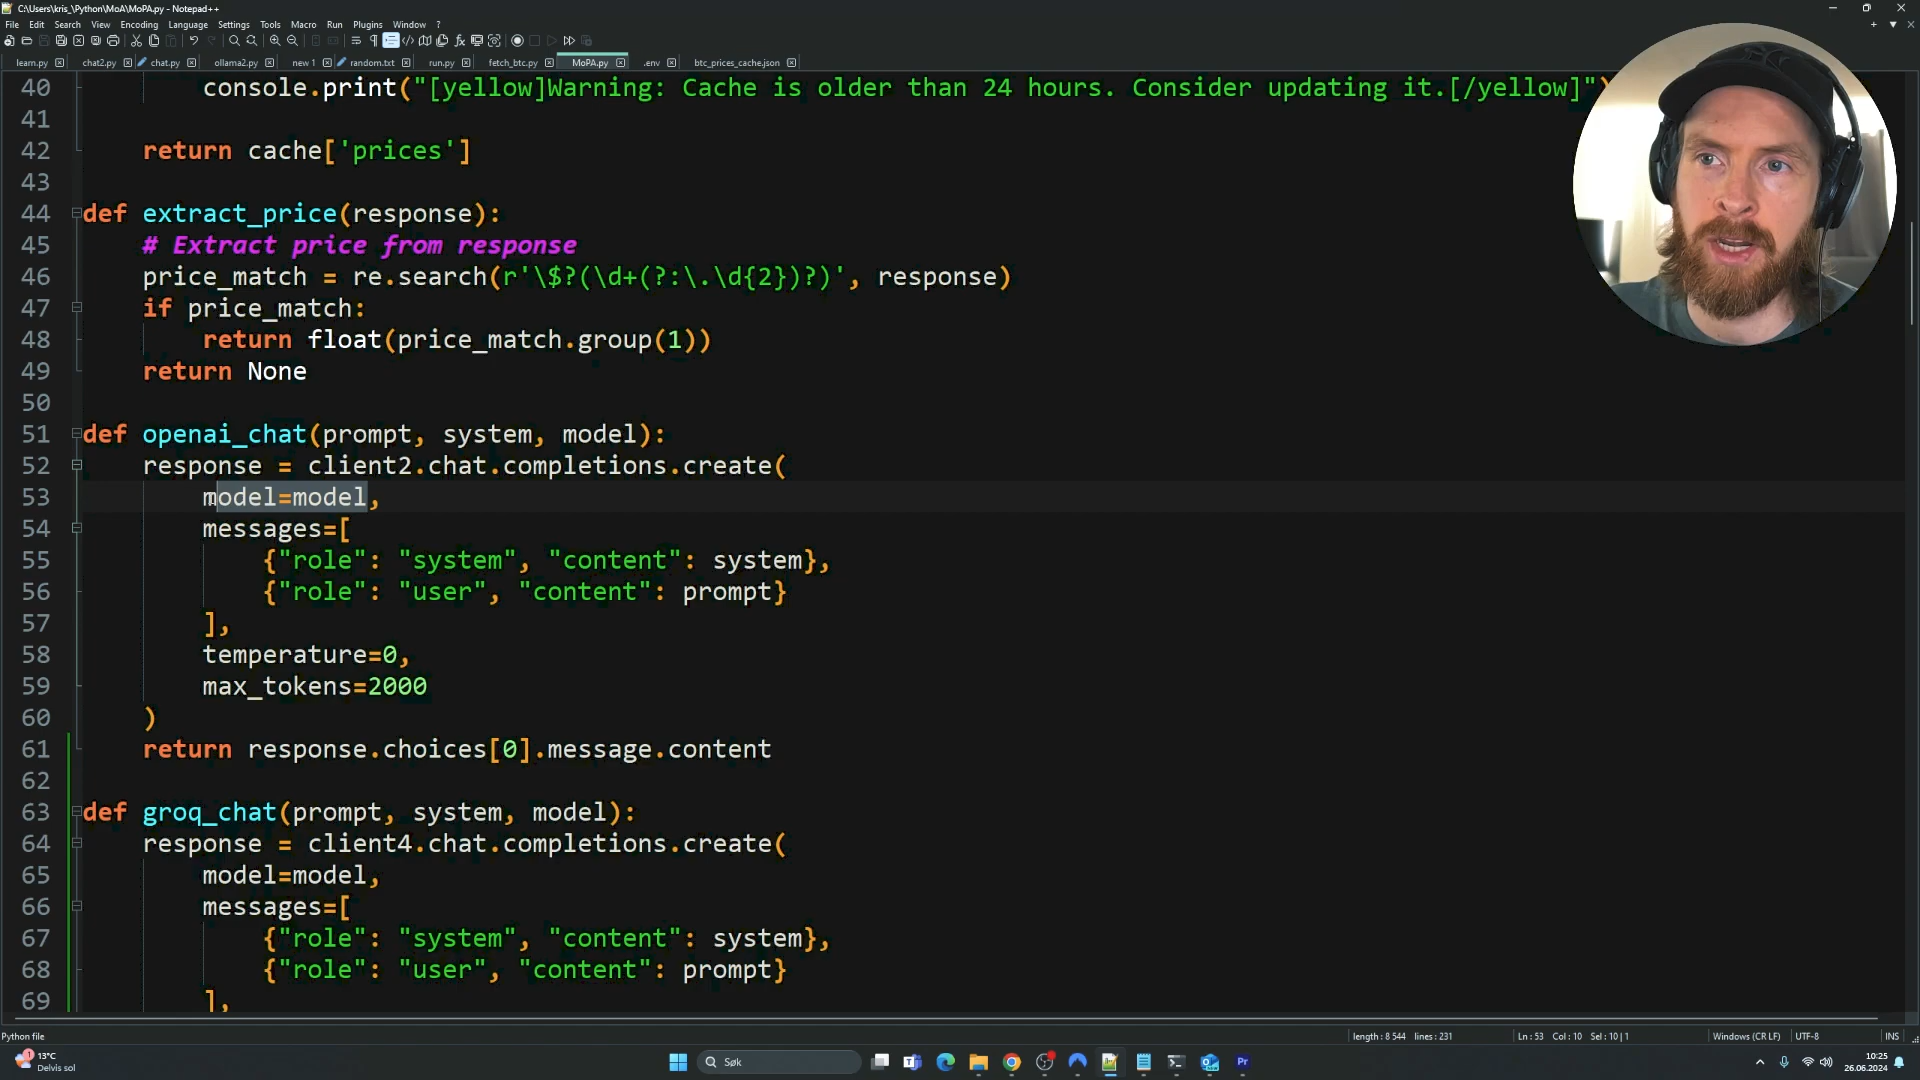 C:\Users\kris_\Python\MoA\MoPA.py - Notepad++
File Edit Search View Encoding Language Settings Tools Macro Run Plugins Window ?
learn.py chat2.py chat.py ollama2.py new 1 random.txt run.py fetch_btc.py MoPA.py .env btc_prices_cache.json
40 console.print("[yellow]Warning: Cache is older than 24 hours. Consider updating it.[/yellow]")
41
42 return cache['prices']
43
44 def extract_price(response):
45 # Extract price from response
46 price_match = re.search(r'\$?(\d+(?:\.\d{2})?)', response)
47 if price_match:
48 return float(price_match.group(1))
49 return None
50
51 def openai_chat(prompt, system, model):
52 response = client2.chat.completions.create(
53 model=model,
54 messages=[
55 {"role": "system", "content": system},
56 {"role": "user", "content": prompt}
57 ],
58 temperature=0,
59 max_tokens=2000
60 )
61 return response.choices[0].message.content
62
63 def groq_chat(prompt, system, model):
64 response = client4.chat.completions.create(
65 model=model,
66 messages=[
67 {"role": "system", "content": system},
68 {"role": "user", "content": prompt}
69 ],
Python file length : 8 544 lines : 231 Ln : 53 Col : 10 Sel : 10 | 1 Windows (CR LF) UTF-8 INS
1 13°C
Delvis sol
Søk
Pr
10:25
26.06.2024